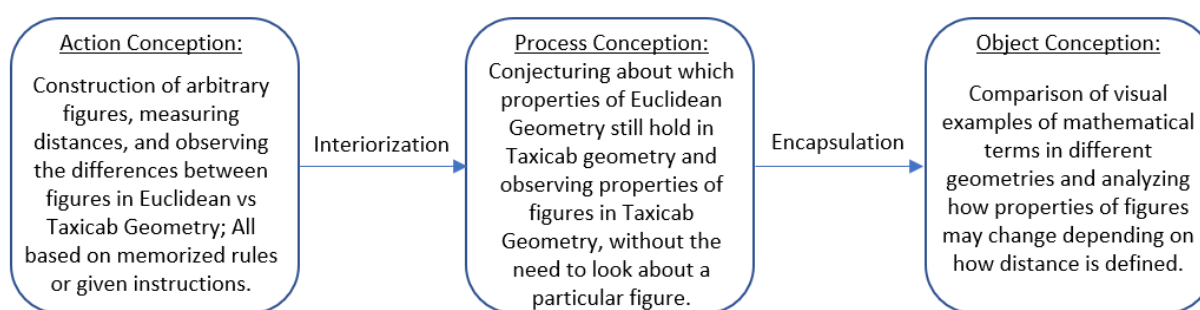 Action Conception:
Construction of arbitrary
figures, measuring
distances, and observing
the differences between
figures in Euclidean vs
Taxicab Geometry; All
based on memorized rules
or given instructions.
Interiorization
Process Conception:
Conjecturing about which
properties of Euclidean
Geometry still hold in
Taxicab geometry and
observing properties of
figures in Taxicab
Geometry, without the
need to look about a
particular figure.
Encapsulation
Object Conception:
Comparison of visual
examples of mathematical
terms in different
geometries and analyzing
how properties of figures
may change depending on
how distance is defined.